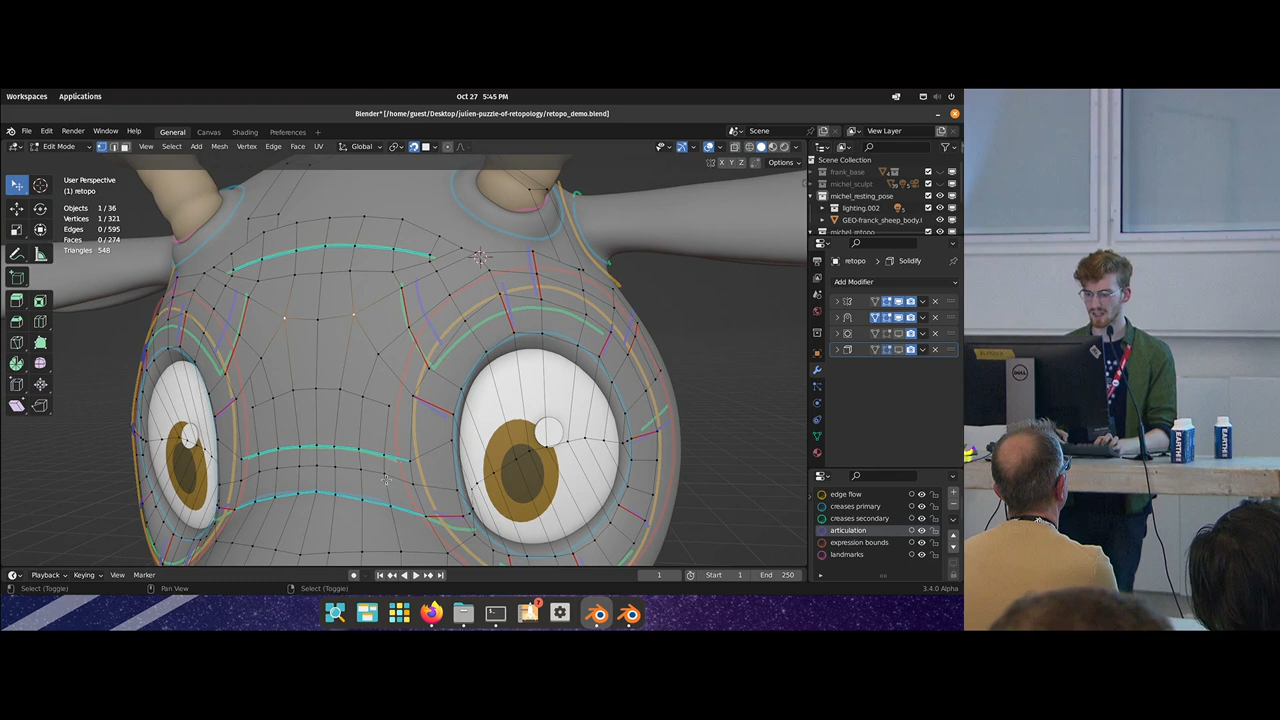 Workspaces Applications Oct 27 5:45 PM
Blender* [/home/guest/Desktop/julien-puzzle-of-retopology/retopo_demo.blend]
File Edit Render Window Help General Canvas Shading Preferences + Scene View Layer
Edit Mode View Select Add Mesh Vertex Edge Face UV Global
X Y Z Options
User Perspective
(1) retopo
Objects 1/36
Vertices 1/321
Edges 0/595
Faces 0/274
Triangles 548
Scene Collection
frank_base
michel_sculpt
michel_resting_pose
lighting.002
GEO-franck_sheep_body.l
michel_retopo
retopo > Solidify
Add Modifier
edge flow
creases primary
creases secondary
articulation
expression bounds
landmarks
Playback Keying View Marker 1 Start 1 End 250
Select (Toggle) Pan View Select (Toggle) 3.4.0 Alpha
DELL
EARTH
EARTH